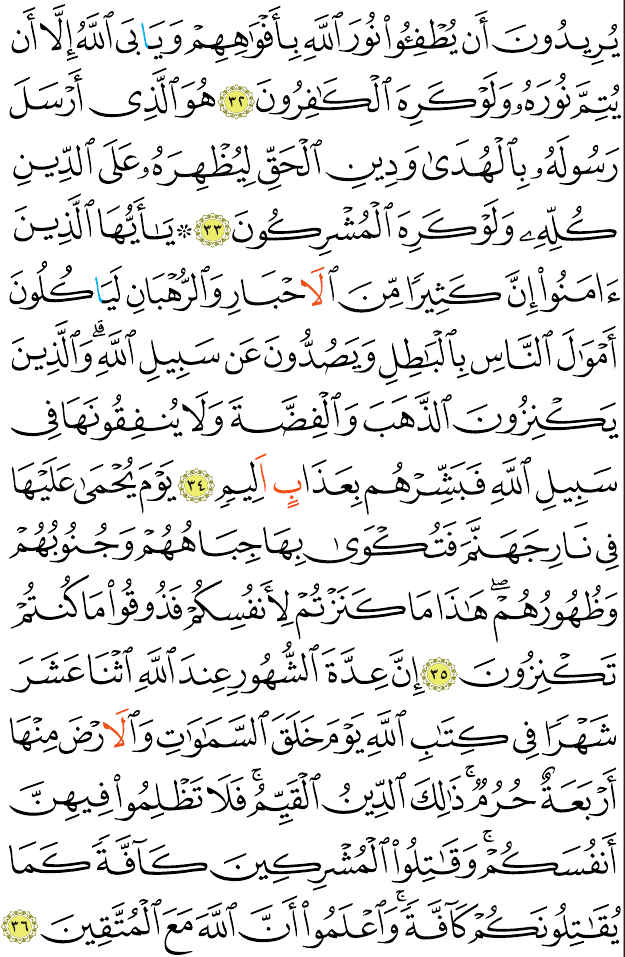 يُرِيدُونَ أَن يُطۡفِـُٔواْ نُورَ ٱللَّهِ بِأَفۡوَٰهِهِمۡ وَيَابَى ٱللَّهُ إِلَّآ أَن
يُتِمَّ نُورَهُۥ وَلَوۡ كَرِهَ ٱلۡكَٰفِرُونَ ٣٢ هُوَ ٱلَّذِيٓ أَرۡسَلَ
رَسُولَهُۥ بِٱلۡهُدَىٰ وَدِينِ ٱلۡحَقِّ لِيُظۡهِرَهُۥ عَلَى ٱلدِّينِ
كُلِّهِۦ وَلَوۡ كَرِهَ ٱلۡمُشۡرِكُونَ ٣٣ ۞ يَٰٓأَيُّهَا ٱلَّذِينَ
ءَامَنُوٓاْ إِنَّ كَثِيرٗا مِّنَ ٱلَاحۡبَارِ وَٱلرُّهۡبَانِ لَيَاكُلُونَ
أَمۡوَٰلَ ٱلنَّاسِ بِٱلۡبَٰطِلِ وَيَصُدُّونَ عَن سَبِيلِ ٱللَّهِۗ وَٱلَّذِينَ
يَكۡنِزُونَ ٱلذَّهَبَ وَٱلۡفِضَّةَ وَلَا يُنفِقُونَهَا فِي
سَبِيلِ ٱللَّهِ فَبَشِّرۡهُم بِعَذَابٍ اَلِيمٖ ٣٤ يَوۡمَ يُحۡمَىٰ عَلَيۡهَا
فِي نَارِ جَهَنَّمَ فَتُكۡوَىٰ بِهَا جِبَاهُهُمۡ وَجُنُوبُهُمۡ
وَظُهُورُهُمۡۖ هَٰذَا مَا كَنَزۡتُمۡ لِأَنفُسِكُمۡ فَذُوقُواْ مَا كُنتُمۡ
تَكۡنِزُونَ ٣٥ إِنَّ عِدَّةَ ٱلشُّهُورِ عِندَ ٱللَّهِ ٱثۡنَا عَشَرَ
شَهۡرٗا فِي كِتَٰبِ ٱللَّهِ يَوۡمَ خَلَقَ ٱلسَّمَٰوَٰتِ وَٱلَارۡضَ مِنۡهَآ
أَرۡبَعَةٌ حُرُمٞۚ ذَٰلِكَ ٱلدِّينُ ٱلۡقَيِّمُۚ فَلَا تَظۡلِمُواْ فِيهِنَّ
أَنفُسَكُمۡۚ وَقَٰتِلُواْ ٱلۡمُشۡرِكِينَ كَآفَّةٗ كَمَا
يُقَٰتِلُونَكُمۡ كَآفَّةٗۚ وَٱعۡلَمُوٓاْ أَنَّ ٱللَّهَ مَعَ ٱلۡمُتَّقِينَ ٣٦